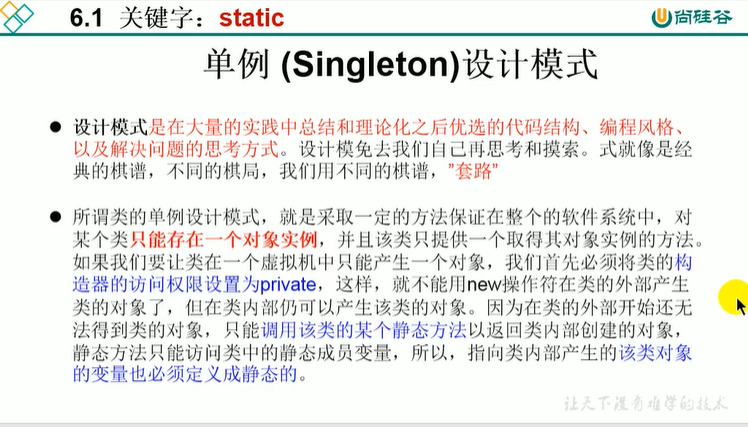 6.1 关键字：static
尚硅谷
单例 (Singleton)设计模式
● 设计模式是在大量的实践中总结和理论化之后优选的代码结构、编程风格、
以及解决问题的思考方式。设计模免去我们自己再思考和摸索。式就像是经
典的棋谱，不同的棋局，我们用不同的棋谱，”套路”
● 所谓类的单例设计模式，就是采取一定的方法保证在整个的软件系统中，对
某个类只能存在一个对象实例，并且该类只提供一个取得其对象实例的方法。
如果我们要让类在一个虚拟机中只能产生一个对象，我们首先必须将类的构
造器的访问权限设置为private，这样，就不能用new操作符在类的外部产生
类的对象了，但在类内部仍可以产生该类的对象。因为在类的外部开始还无
法得到类的对象，只能调用该类的某个静态方法以返回类内部创建的对象，
静态方法只能访问类中的静态成员变量，所以，指向类内部产生的该类对象
的变量也必须定义成静态的。
让天下没有难学的技术